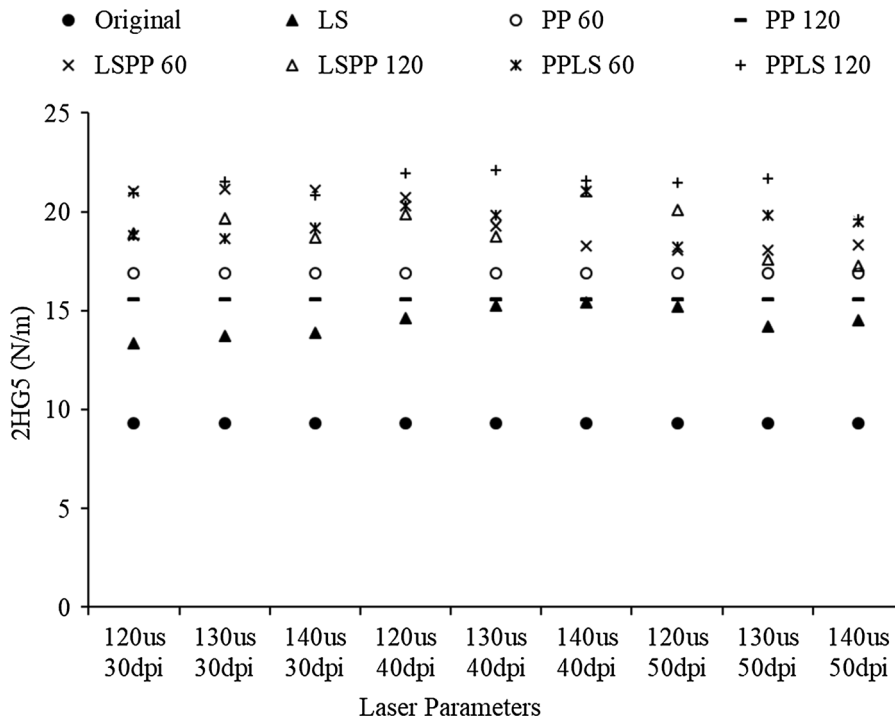 Original LS PP 60 PP 120
LSPP 60 LSPP 120 PPLS 60 PPLS 120
25
20
15
10
5
0
2HG5 (N/m)
120us 130us 140us 120us 130us 140us 120us 130us 140us
30dpi 30dpi 30dpi 40dpi 40dpi 40dpi 50dpi 50dpi 50dpi
Laser Parameters